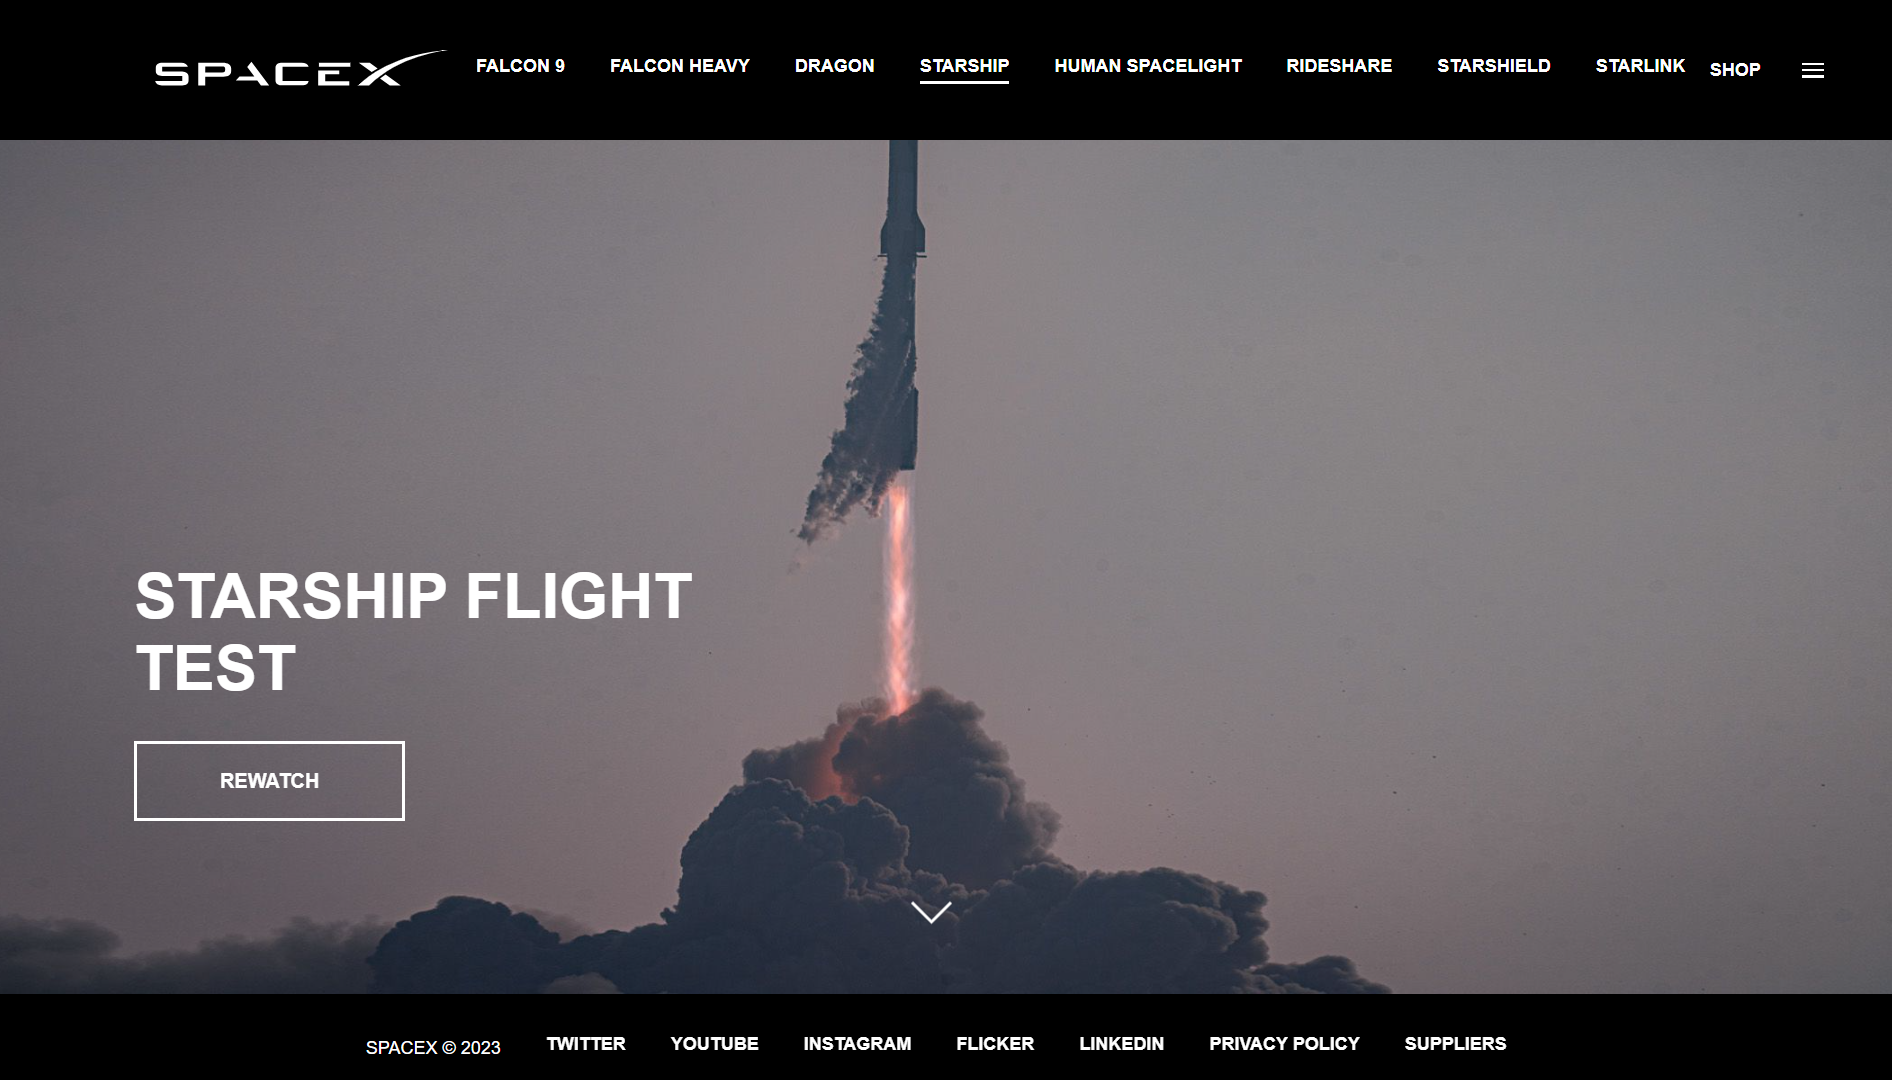 SPACEX
FALCON 9
FALCON HEAVY
DRAGON
STARSHIP
HUMAN SPACELIGHT
RIDESHARE
STARSHIELD
STARLINK
SHOP
STARSHIP FLIGHT
TEST
REWATCH
SPACEX © 2023
TWITTER
YOUTUBE
INSTAGRAM
FLICKER
LINKEDIN
PRIVACY POLICY
SUPPLIERS